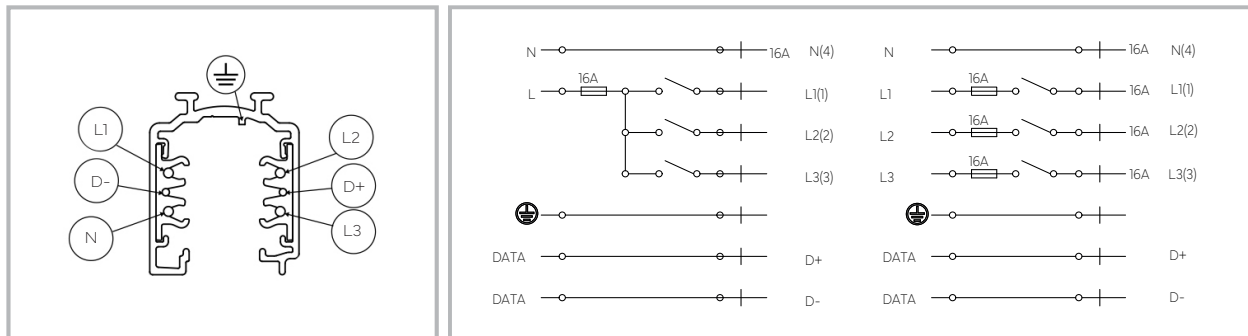 L1
L2
D-
D+
N
L3
N 16A N(4)
16A
L L1(1)
L2(2)
L3(3)
DATA D+
DATA D-
N 16A N(4)
16A
L1 16A L1(1)
16A
L2 16A L2(2)
16A
L3 16A L3(3)
DATA D+
DATA D-